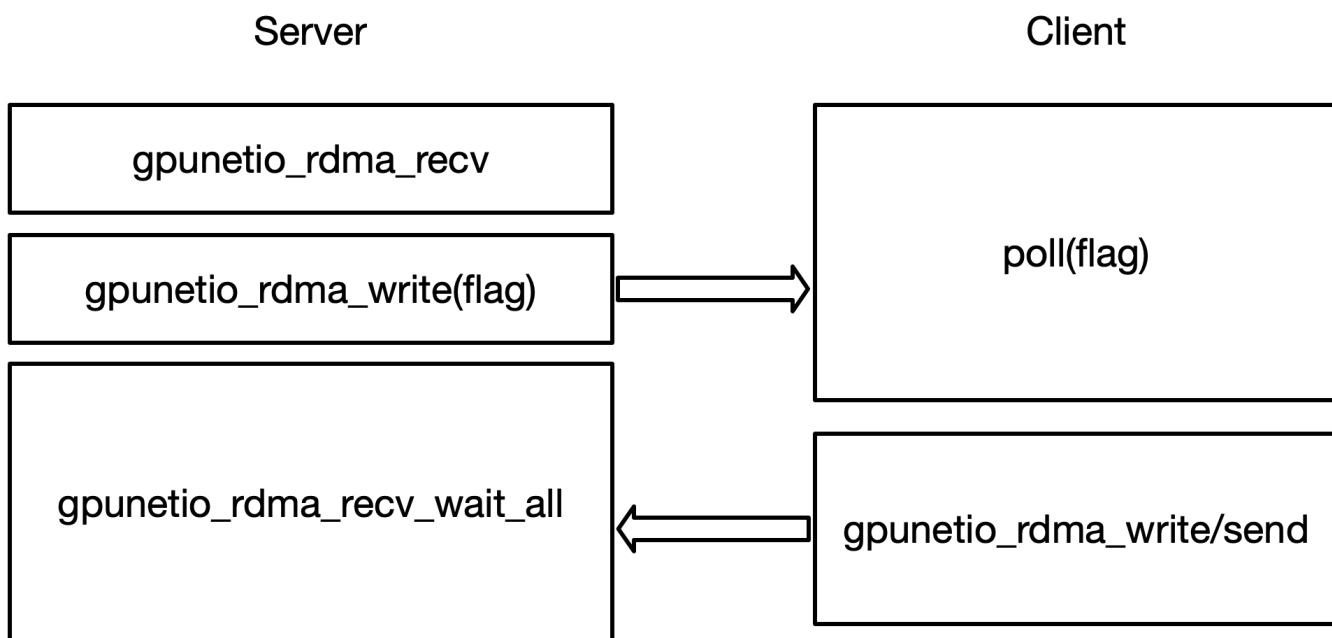 Server
Client
gpunetio_rdma_recv
gpunetio_rdma_write(flag)
poll(flag)
gpunetio_rdma_recv_wait_all
gpunetio_rdma_write/send